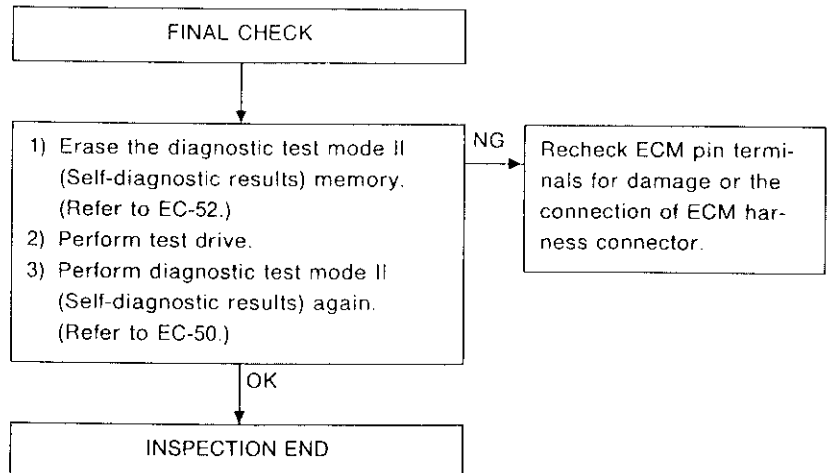 FINAL CHECK
1) Erase the diagnostic test mode II
(Self-diagnostic results) memory.
(Refer to EC-52.)
2) Perform test drive.
3) Perform diagnostic test mode II
(Self-diagnostic results) again.
(Refer to EC-50.)
NG
Recheck ECM pin termi-
nals for damage or the
connection of ECM har-
ness connector.
OK
INSPECTION END